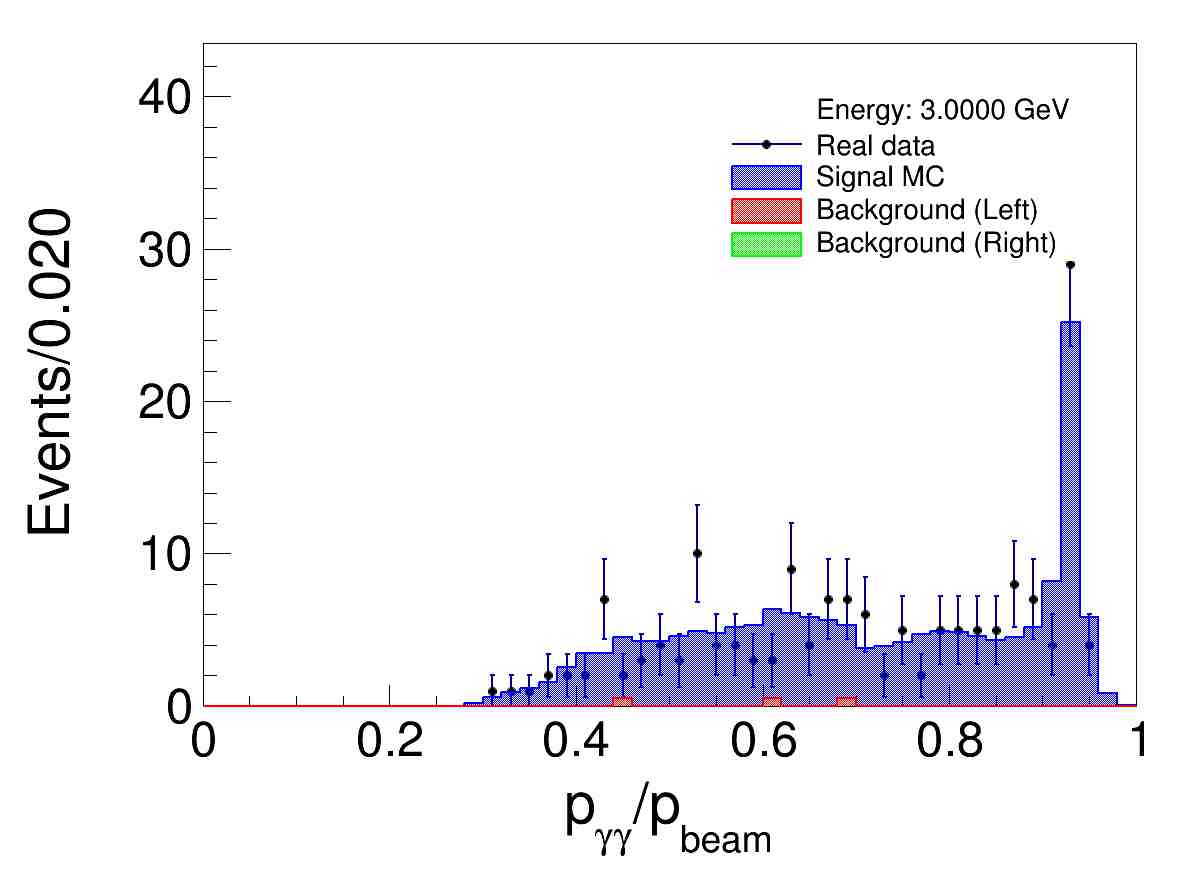 Events/0.020
40
30
20
10
0
Energy: 3.0000 GeV
Real data
Signal MC
Background (Left)
Background (Right)
0 0.2 0.4 0.6 0.8 1
pγγ/pbeam